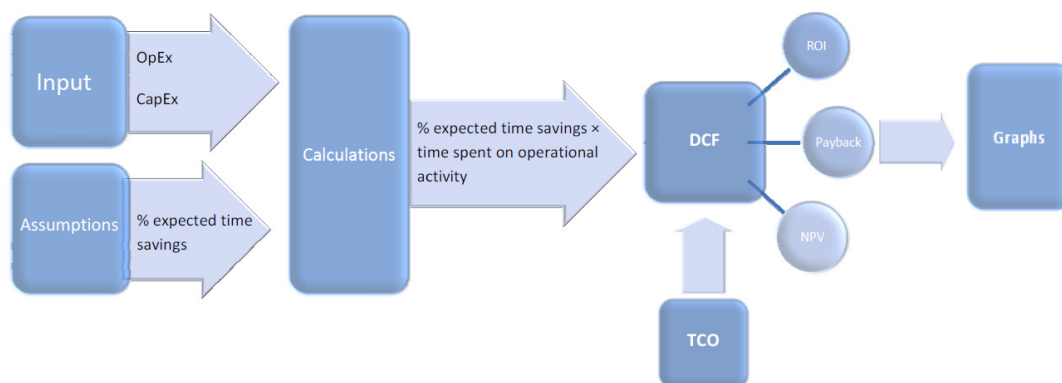 Input
OpEx
CapEx
Assumptions
% expected time
savings
Calculations
% expected time savings ×
time spent on operational
activity
DCF
ROI
Payback
NPV
TCO
Graphs